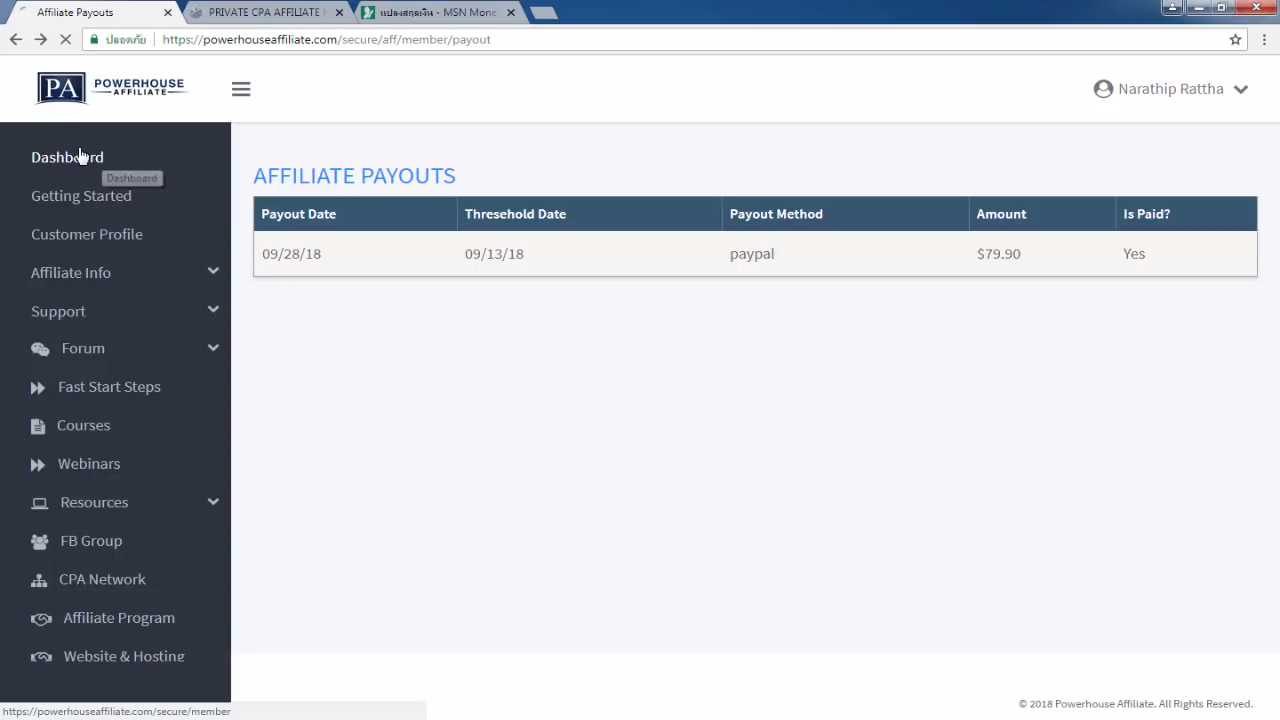 Affiliate Payouts
PRIVATE CPA AFFILIATE
แปลงสกุลเงิน - MSN Mone
ปลอดภัย
https://powerhouseaffiliate.com/secure/aff/member/payout
PA POWERHOUSE
AFFILIATE
Narathip Rattha
Dashboard
Dashboard
Getting Started
Customer Profile
Affiliate Info
Support
Forum
Fast Start Steps
Courses
Webinars
Resources
FB Group
CPA Network
Affiliate Program
Website & Hosting
AFFILIATE PAYOUTS
Payout Date Thresehold Date Payout Method Amount Is Paid?
09/28/18 09/13/18 paypal $79.90 Yes
© 2018 Powerhouse Affiliate. All Rights Reserved.
https://powerhouseaffiliate.com/secure/member